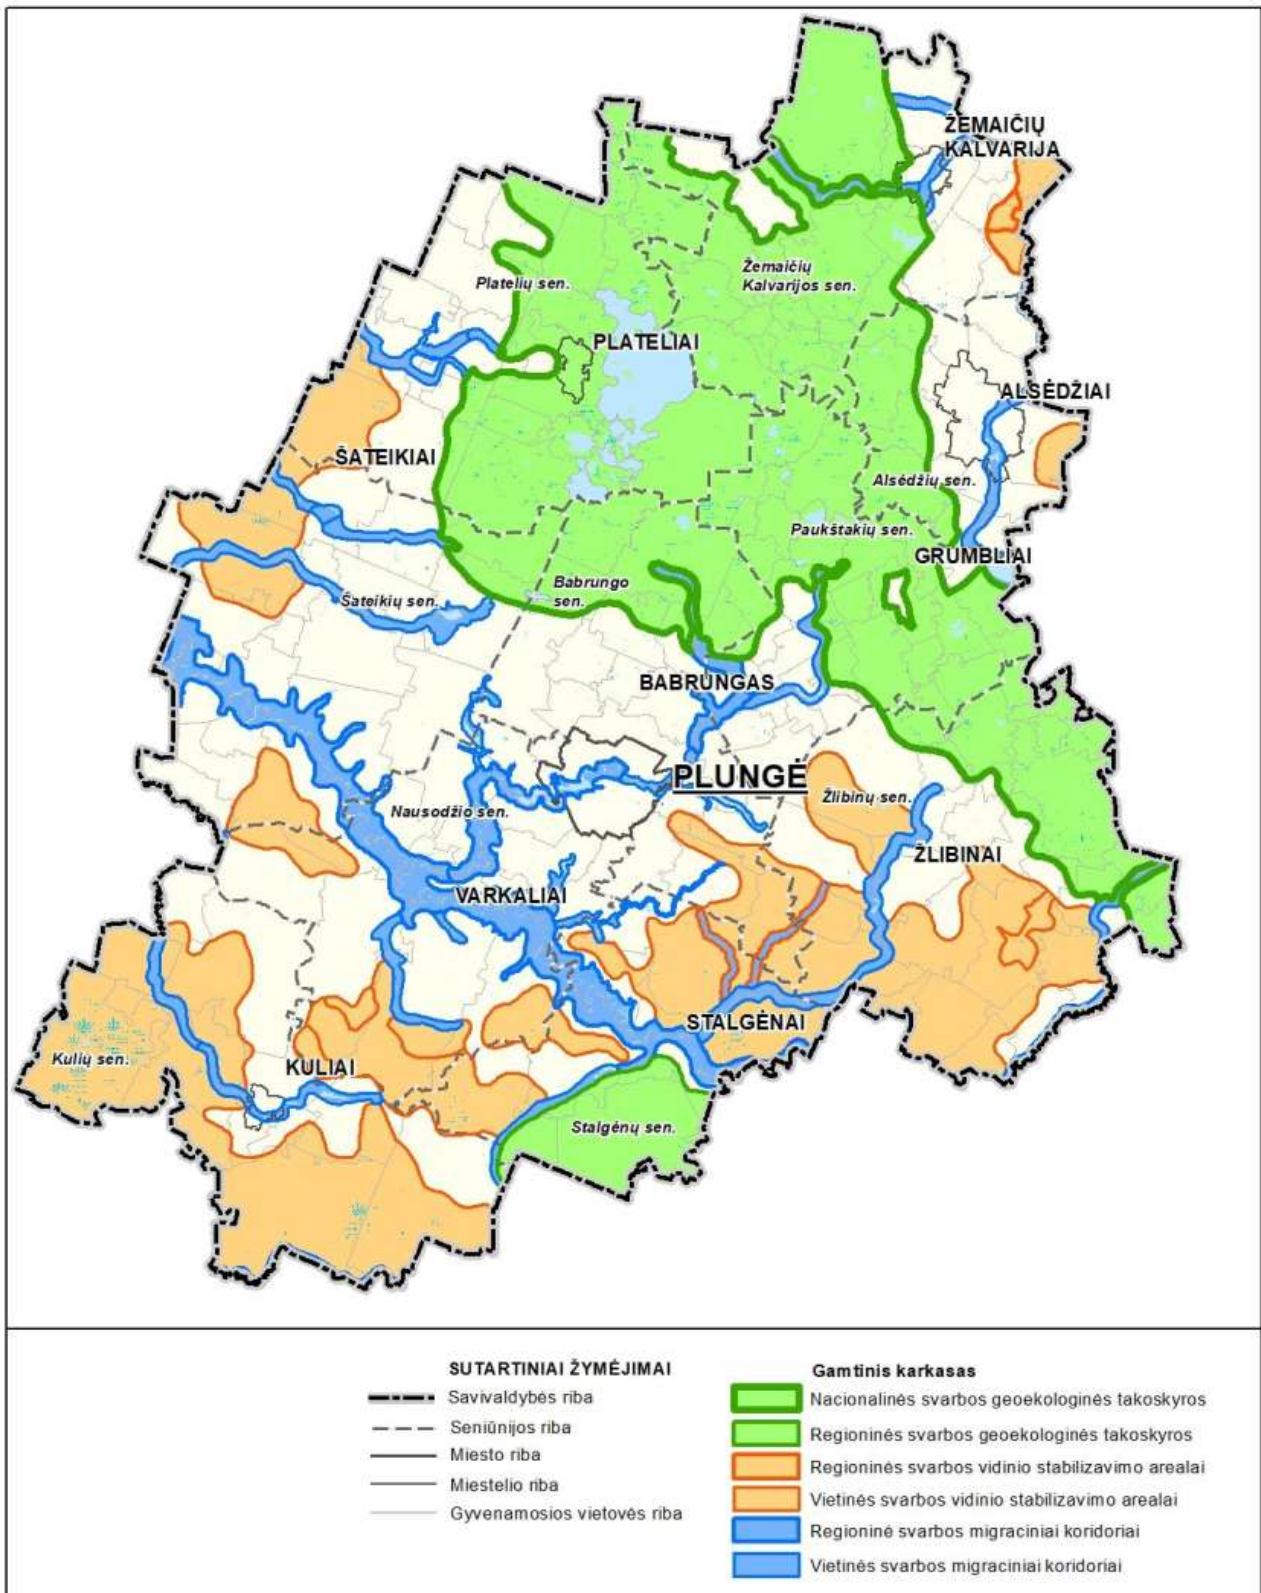 ŽEMAIČIŲ
KALVARIJA
Žemaičių
Kalvarijos sen.
Platelių sen.
PLATELIAI
ALSĖDŽIAI
ŠATEIKIAI
Alsėdžių sen.
Paukštakių sen.
GRUMBLIAI
Babrungo
sen.
Šateikių sen.
BABRUNGAS
PLUNGĖ
Nausodžio sen.
Žlibinų sen.
ŽLIBINAI
VARKALIAI
STALGĖNAI
Kulių sen.
KULIAI
Stalgėnų sen.
SUTARTINIAI ŽYMĖJIMAI
Savivaldybės riba
Seniūnijos riba
Miesto riba
Miestelio riba
Gyvenamosios vietovės riba
Gamtinis karkasas
Nacionalinės svarbos geoekologinės takoskyros
Regioninės svarbos geoekologinės takoskyros
Regioninės svarbos vidinio stabilizavimo arealai
Vietinės svarbos vidinio stabilizavimo arealai
Regioninė svarbos migraciniai koridoriai
Vietinės svarbos migraciniai koridoriai